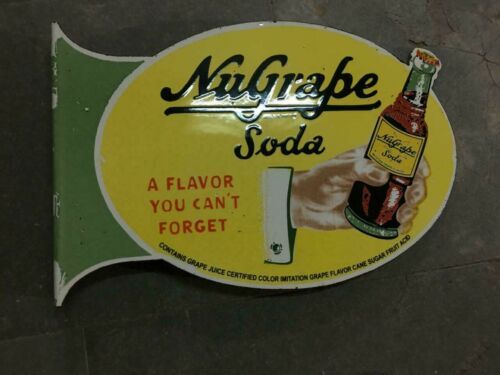 NuGrape
Soda
A FLAVOR
YOU CAN'T
FORGET
NuGrape
Soda
CONTAINS GRAPE JUICE CERTIFIED COLOR IMITATION GRAPE FLAVOR CANE SUGAR FRUIT ACID